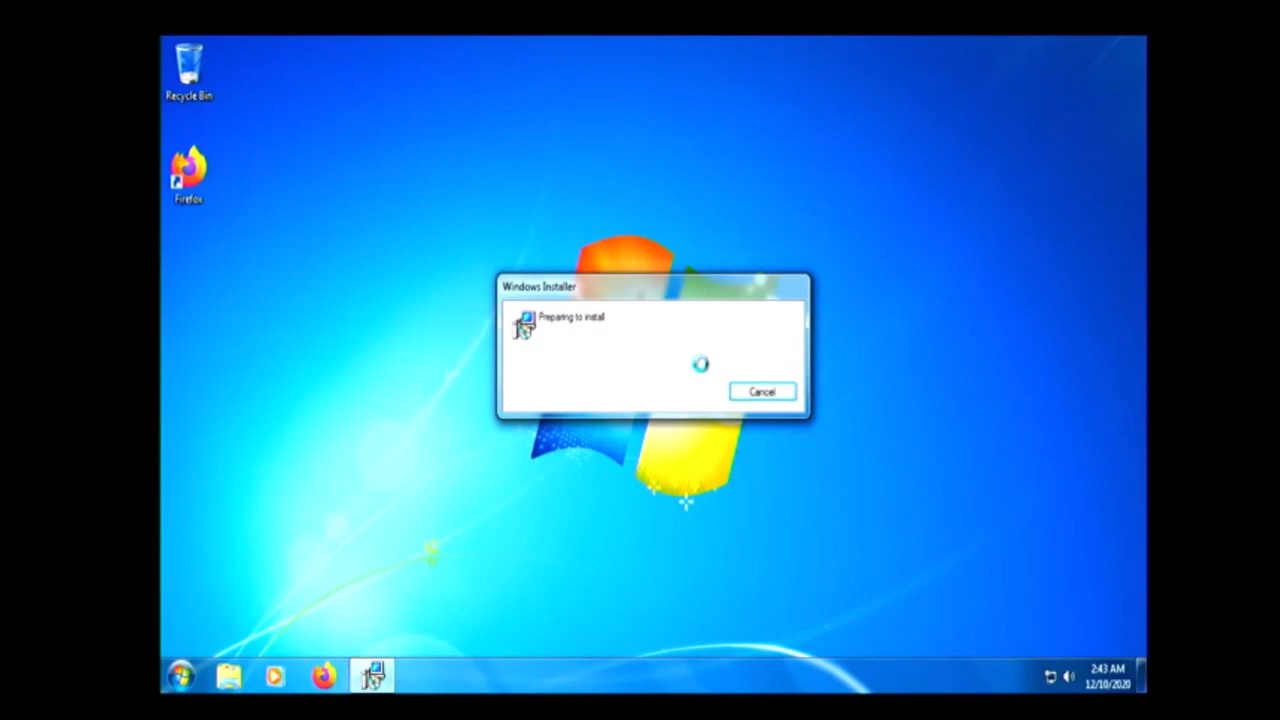 Recycle Bin
Firefox
Windows Installer
Preparing to install
Cancel
2:43 AM
12/10/2020